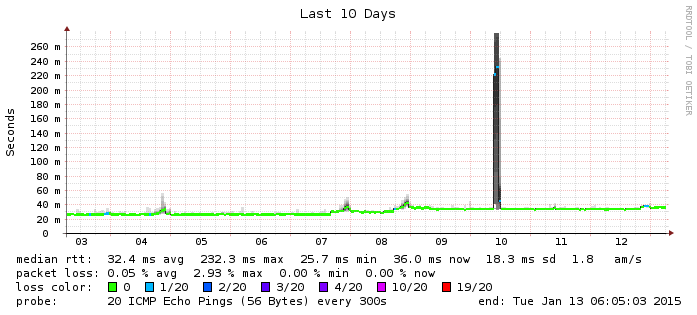 Last 10 Days
RRDTOOL / TOBI OETIKER
Seconds
260 m
240 m
220 m
200 m
180 m
160 m
140 m
120 m
100 m
80 m
60 m
40 m
20 m
0
03 04 05 06 07 08 09 10 11 12
median rtt: 32.4 ms avg 232.3 ms max 25.7 ms min 36.0 ms now 18.3 ms sd 1.8 am/s
packet loss: 0.05 % avg 2.93 % max 0.00 % min 0.00 % now
loss color: 0 1/20 2/20 3/20 4/20 10/20 19/20
probe: 20 ICMP Echo Pings (56 Bytes) every 300s end: Tue Jan 13 06:05:03 2015